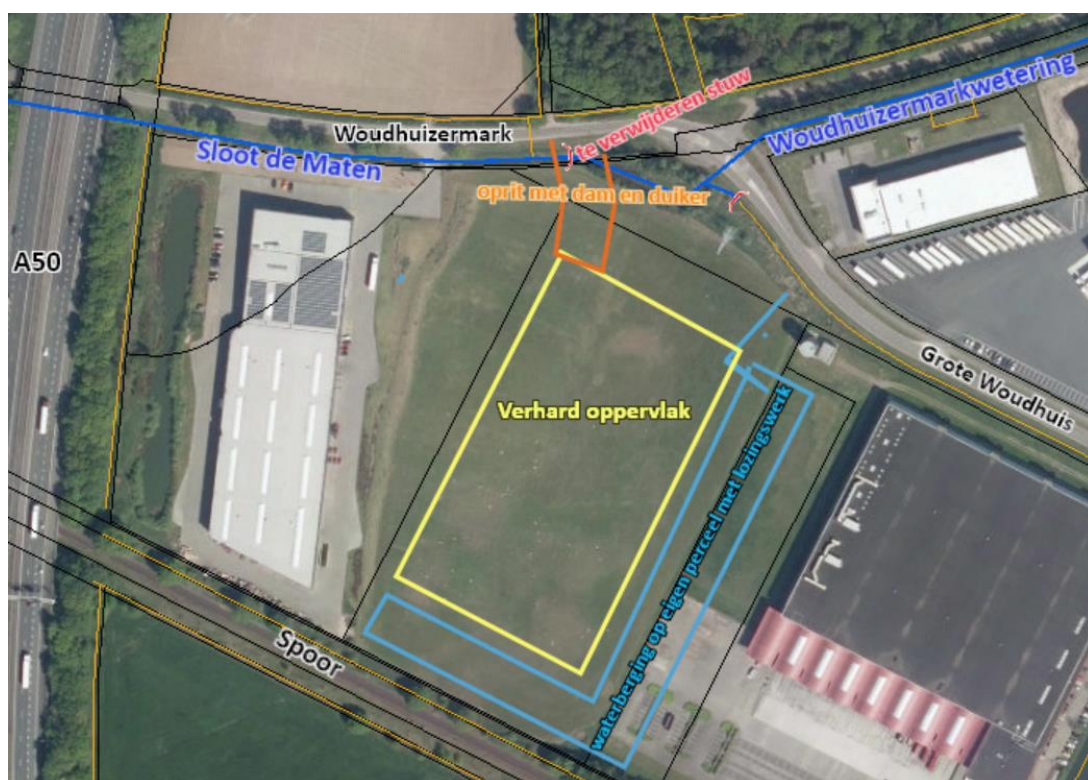 te verwijderen stuw
Woudhuizermarkwetering
Woudhuizermark
Sloot de Maten
oprit met dam en duiker
A50
Grote Woudhuis
Verhard oppervlak
waterberging op eigen perceel met lozingswerk
Spoor